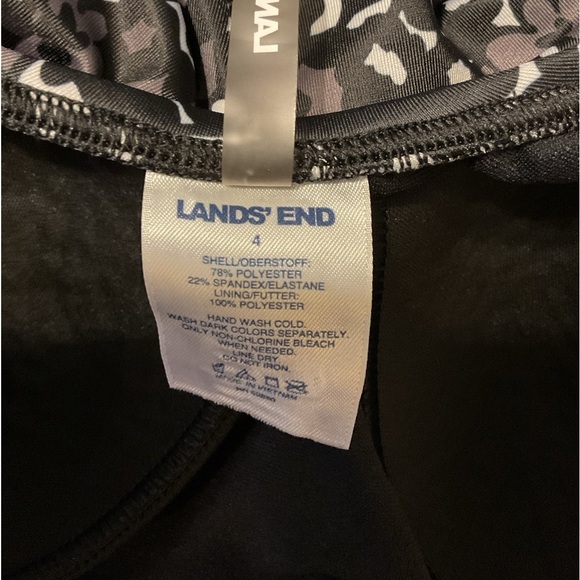 LANDS' END
4
SHELL/OBERSTOFF:
78% POLYESTER
22% SPANDEX/ELASTANE
LINING/FUTTER:
100% POLYESTER
HAND WASH COLD.
WASH DARK COLORS SEPARATELY.
ONLY NON-CHLORINE BLEACH
WHEN NEEDED.
LINE DRY.
DO NOT IRON.
MADE IN VIETNAM